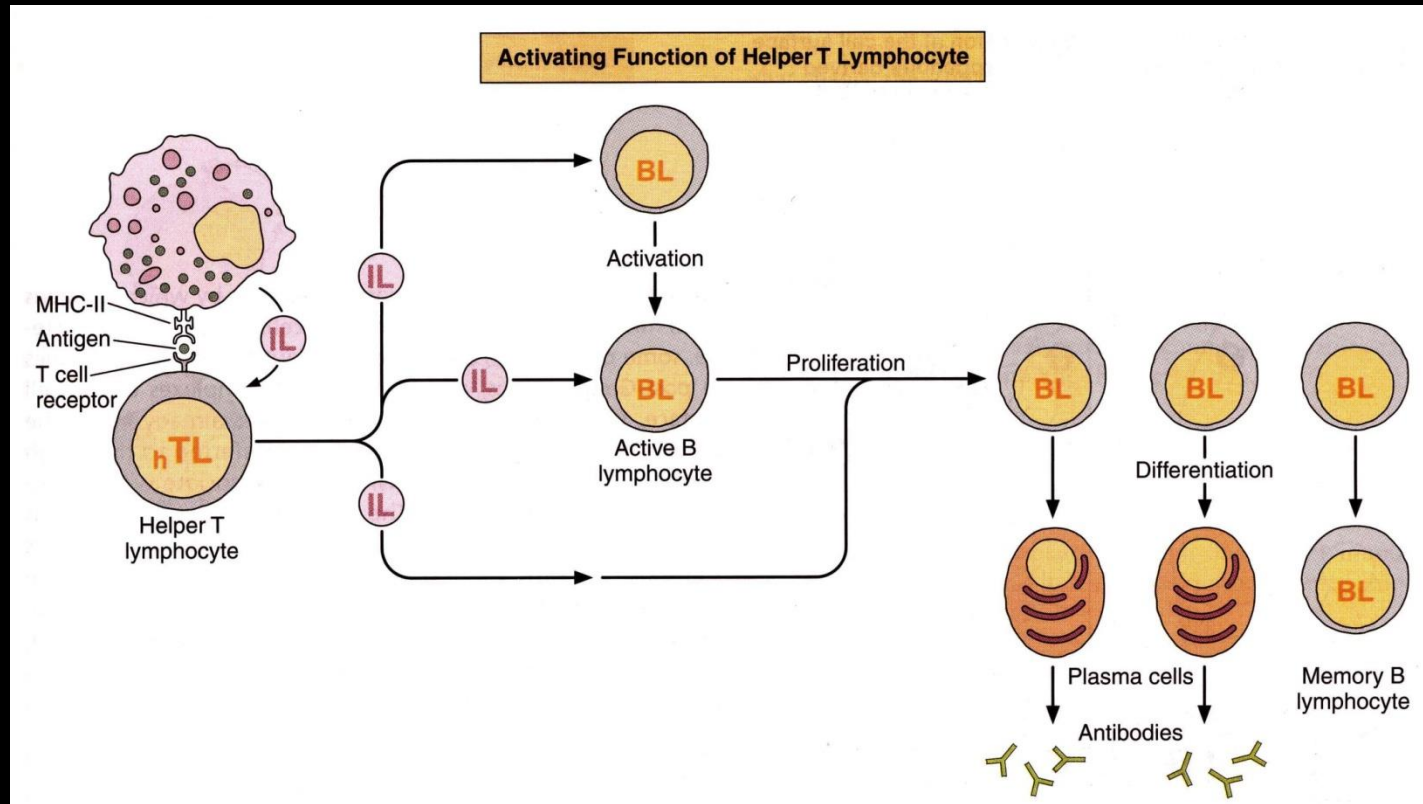 Activating Function of Helper T Lymphocyte
BL
Activation
IL
MHC-II
Antigen
T cell
receptor
IL
hTL
Helper T
lymphocyte
IL
BL
Active B
lymphocyte
IL
Proliferation
BL
BL
BL
Differentiation
BL
Plasma cells
Memory B
lymphocyte
Antibodies